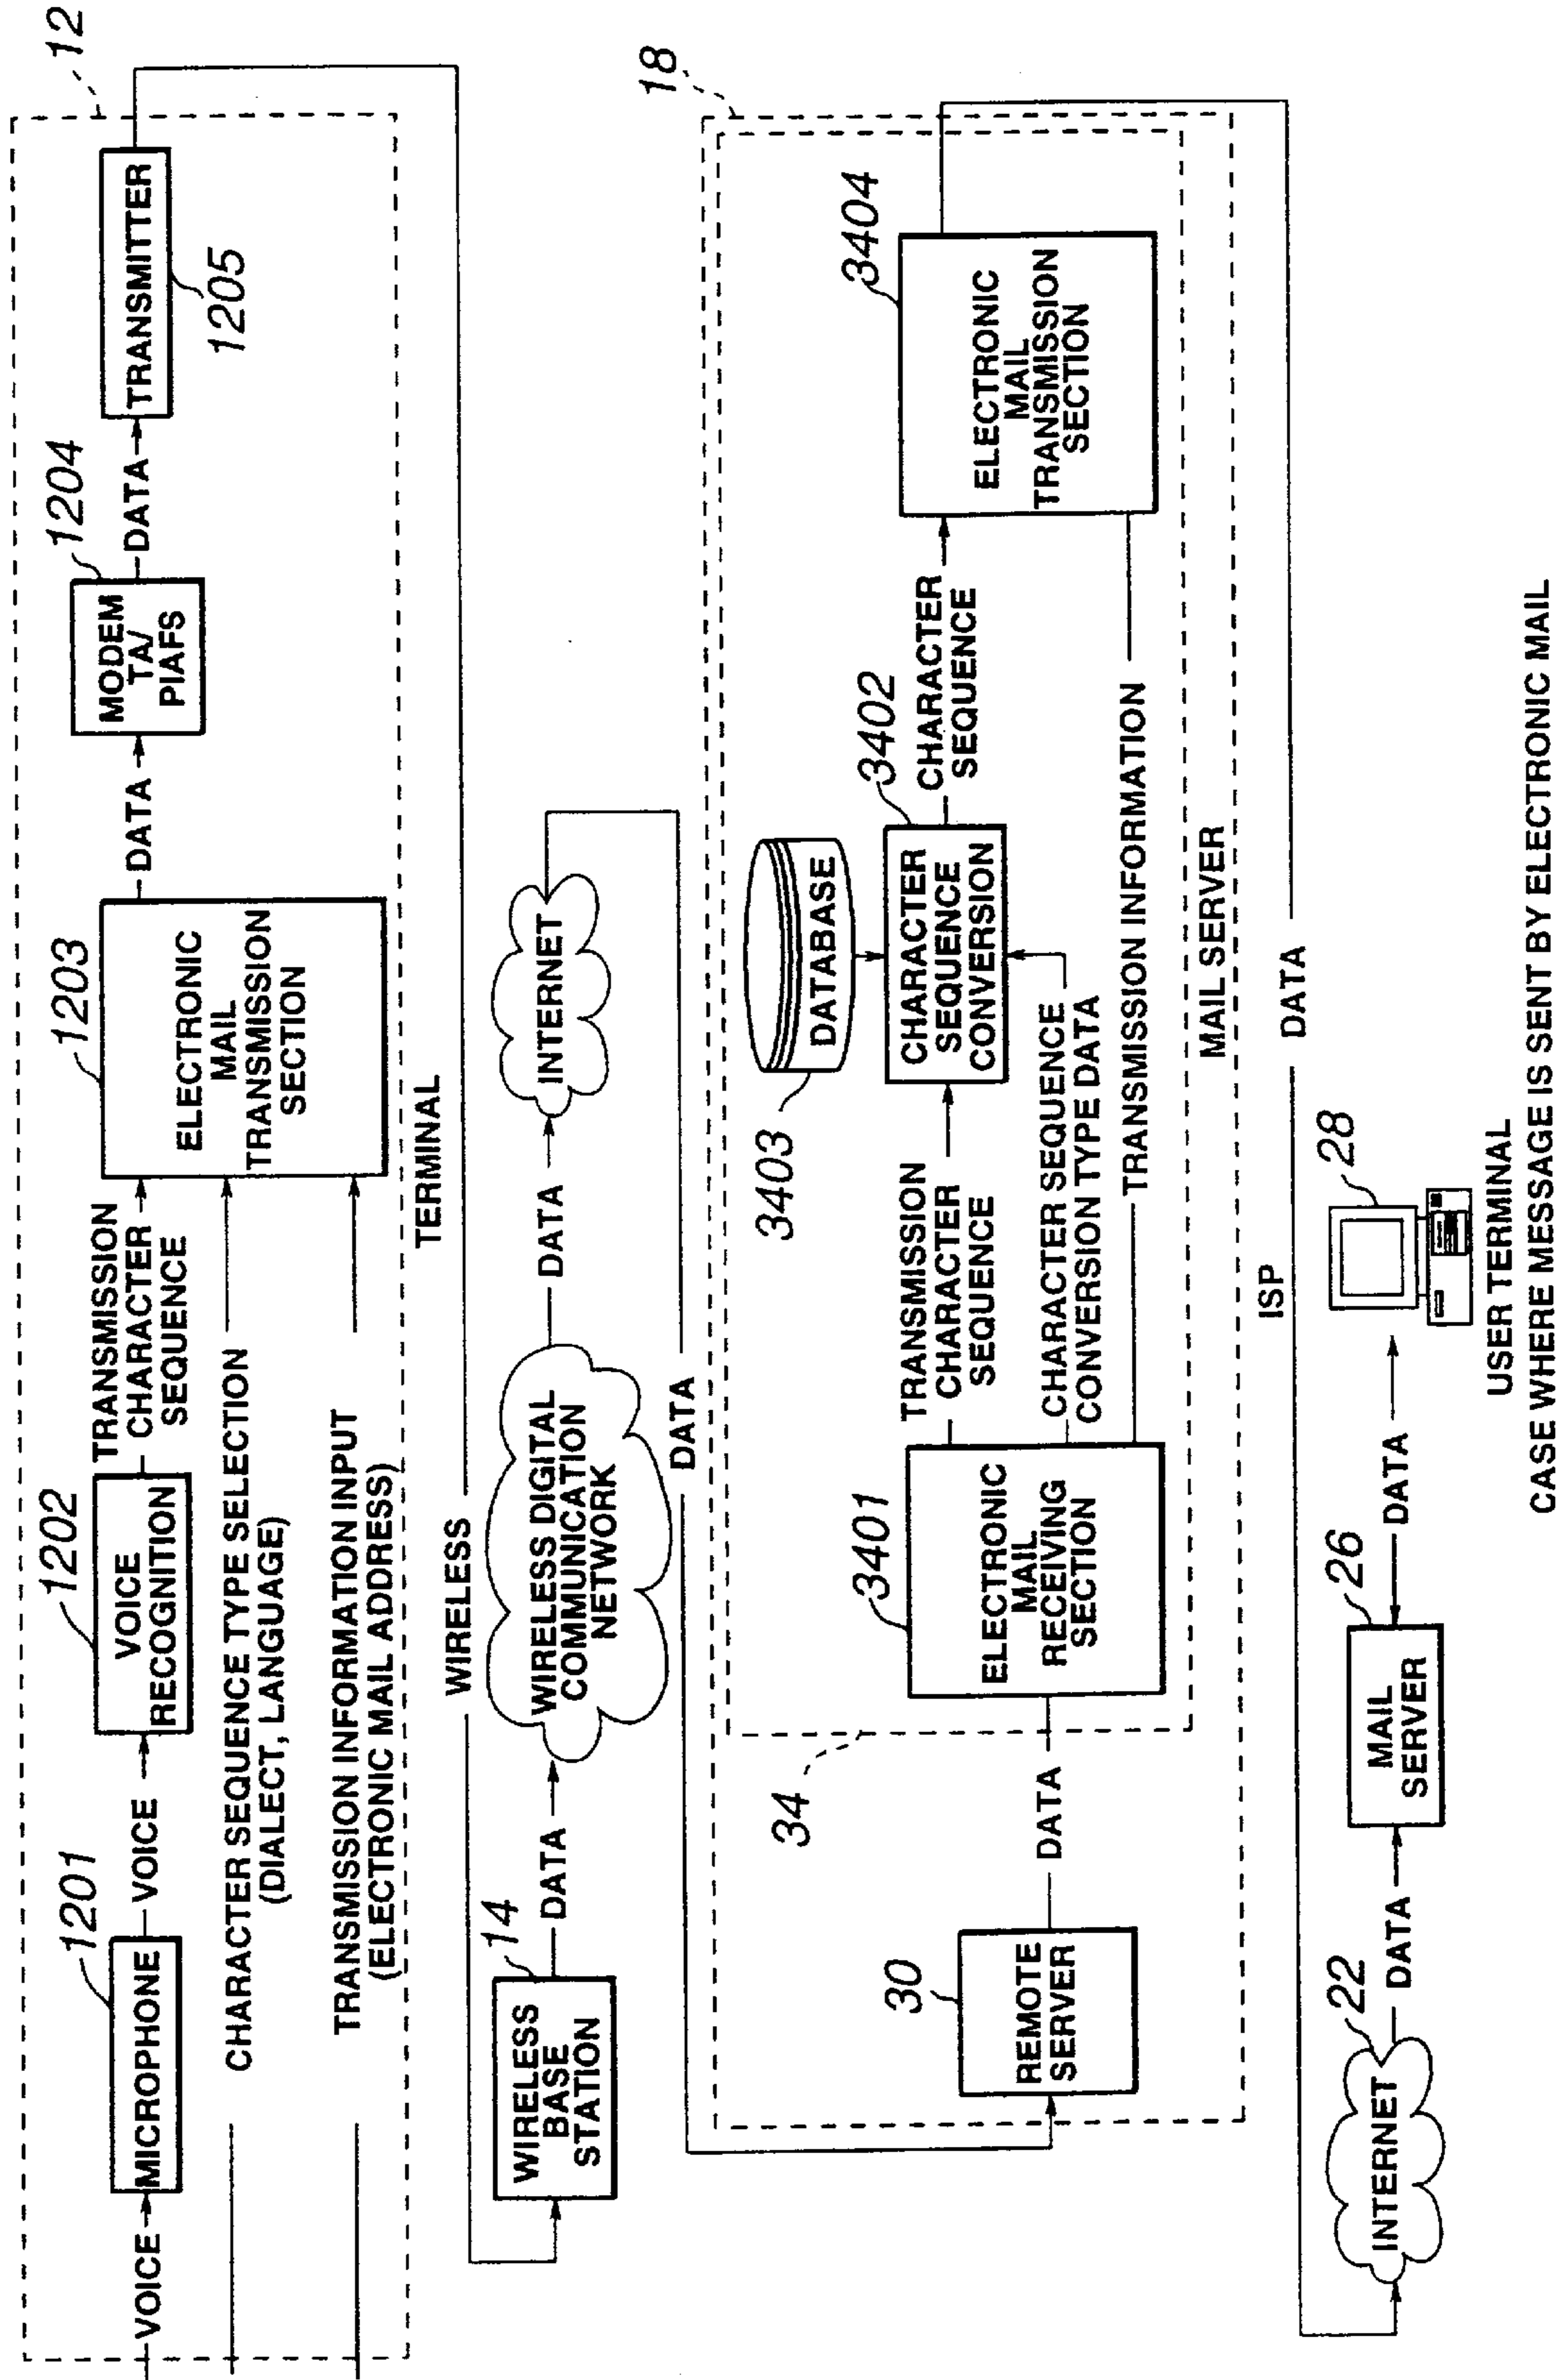 12
VOICE
1201
MICROPHONE
VOICE
1202
VOICE
RECOGNITION
TRANSMISSION
CHARACTER
SEQUENCE
1203
ELECTRONIC
MAIL
TRANSMISSION
SECTION
DATA
1204
MODEM
TA/
PIAFS
DATA
TRANSMITTER
1205
CHARACTER SEQUENCE TYPE SELECTION
(DIALECT, LANGUAGE)
TRANSMISSION INFORMATION INPUT
(ELECTRONIC MAIL ADDRESS)
TERMINAL
WIRELESS
14
WIRELESS
BASE
STATION
DATA
WIRELESS DIGITAL
COMMUNICATION
NETWORK
DATA
INTERNET
DATA
18
34
30
REMOTE
SERVER
DATA
3401
ELECTRONIC
MAIL
RECEIVING
SECTION
TRANSMISSION
CHARACTER
SEQUENCE
CHARACTER SEQUENCE
CONVERSION TYPE DATA
3403
DATABASE
3402
CHARACTER
SEQUENCE
CONVERSION
CHARACTER
SEQUENCE
TRANSMISSION INFORMATION
3404
ELECTRONIC
MAIL
TRANSMISSION
SECTION
MAIL SERVER
ISP
DATA
22
INTERNET
DATA
26
MAIL
SERVER
DATA
28
USER TERMINAL
CASE WHERE MESSAGE IS SENT BY ELECTRONIC MAIL